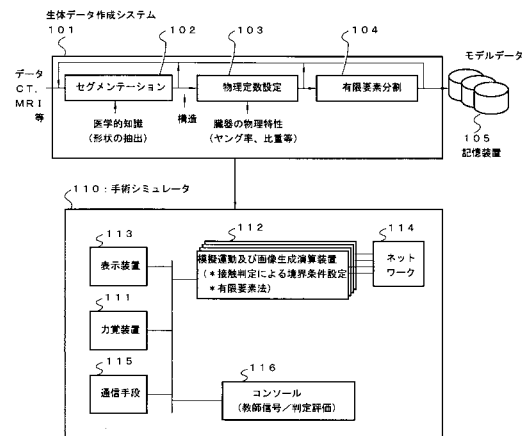 生体データ作成システム
101
102
103
104
データ
CT,
MRI
等
セグメンテーション
物理定数設定
有限要素分割
モデルデータ
医学的知識
(形状の抽出)
構造
臓器の物理特性
(ヤング率、比重等)
105
記憶装置
110:手術シミュレータ
113
表示装置
112
模擬運動及び画像生成演算装置
(*接触判定による境界条件設定
*有限要素法)
114
ネット
ワーク
111
力覚装置
115
通信手段
116
コンソール
(教師信号/判定評価)